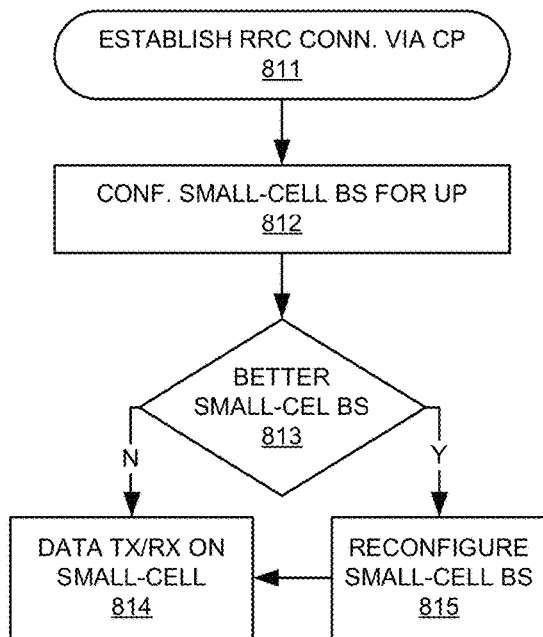 ESTABLISH RRC CONN. VIA CP
811
CONF. SMALL-CELL BS FOR UP
812
BETTER
SMALL-CEL BS
813
N
Y
DATA TX/RX ON
SMALL-CELL
814
RECONFIGURE
SMALL-CELL BS
815